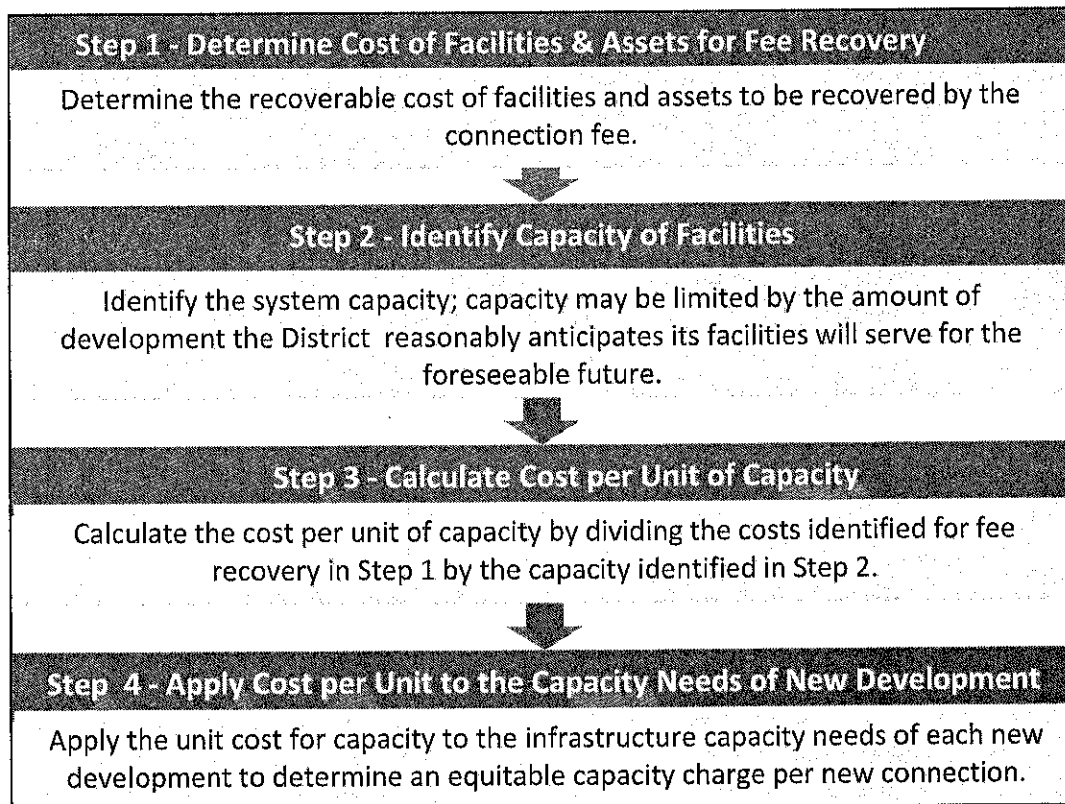 Step 1 - Determine Cost of Facilities & Assets for Fee Recovery
Determine the recoverable cost of facilities and assets to be recovered by the
connection fee.
Step 2 - Identify Capacity of Facilities
Identify the system capacity; capacity may be limited by the amount of
development the District reasonably anticipates its facilities will serve for the
foreseeable future.
Step 3 - Calculate Cost per Unit of Capacity
Calculate the cost per unit of capacity by dividing the costs identified for fee
recovery in Step 1 by the capacity identified in Step 2.
Step 4 - Apply Cost per Unit to the Capacity Needs of New Development
Apply the unit cost for capacity to the infrastructure capacity needs of each new
development to determine an equitable capacity charge per new connection.